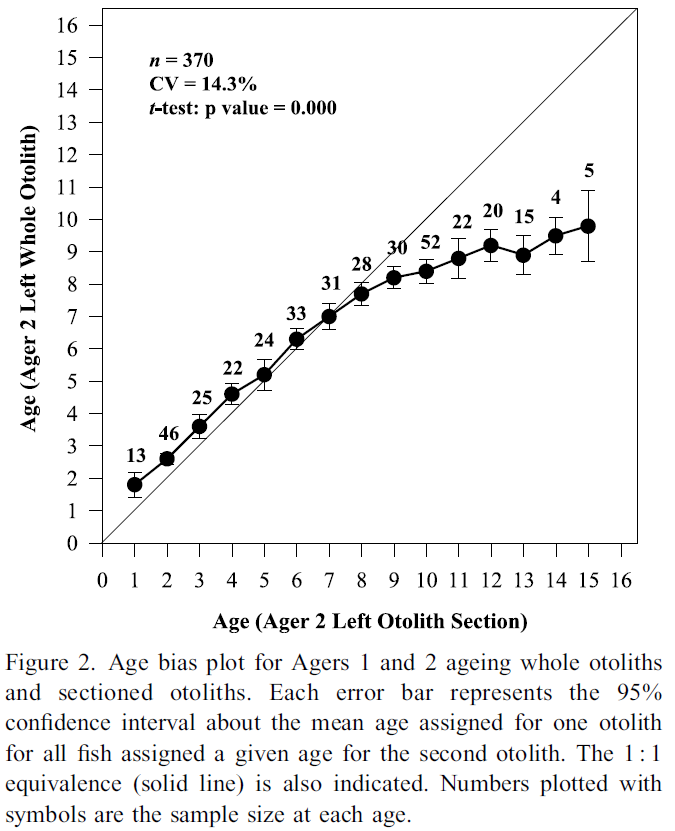 16
15
14
13
12
11
10
9
8
7
6
5
4
3
2
1
0
Age (Ager 2 Left Whole Otolith)
n = 370
CV = 14.3%
t-test: p value = 0.000
13
46
25
22
24
33
31
28
30
52
22
20
15
4
5
0 1 2 3 4 5 6 7 8 9 10 11 12 13 14 15 16
Age (Ager 2 Left Otolith Section)
Figure 2. Age bias plot for Agers 1 and 2 ageing whole otoliths
and sectioned otoliths. Each error bar represents the 95%
confidence interval about the mean age assigned for one otolith
for all fish assigned a given age for the second otolith. The 1 : 1
equivalence (solid line) is also indicated. Numbers plotted with
symbols are the sample size at each age.